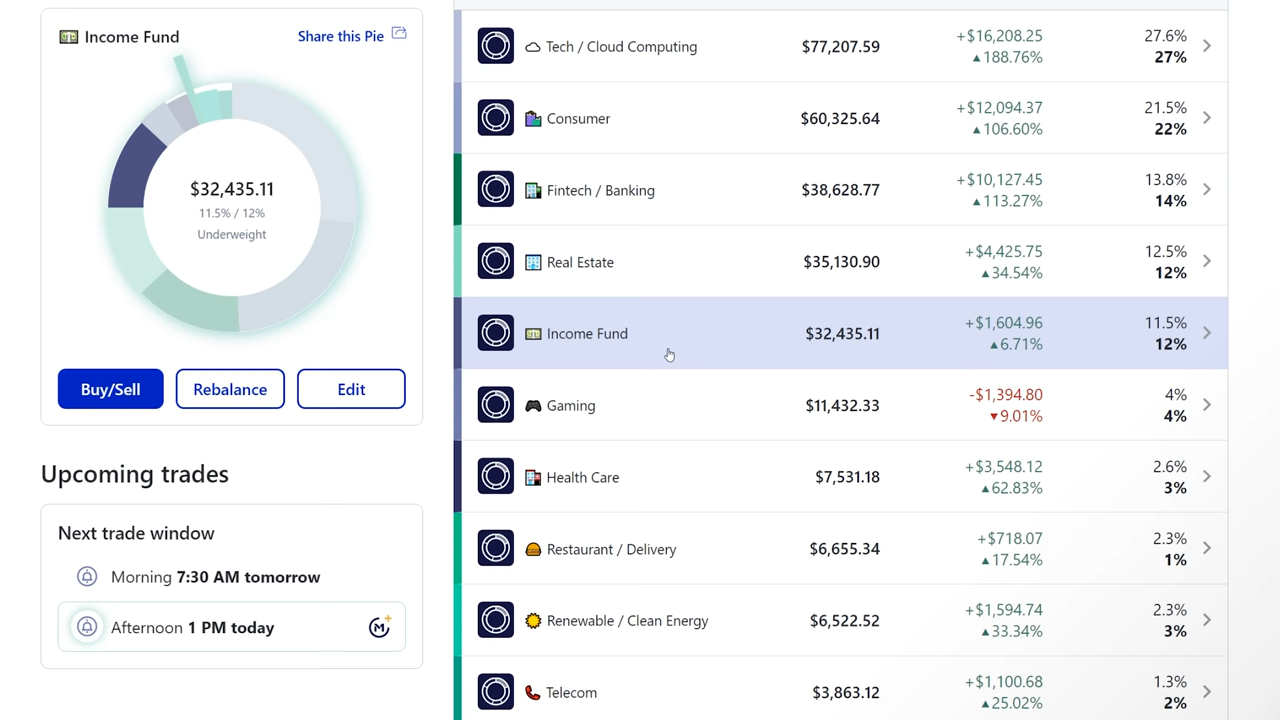 Income Fund
Share this Pie
$32,435.11
11.5% / 12%
Underweight
Buy/Sell
Rebalance
Edit
Upcoming trades
Next trade window
Morning 7:30 AM tomorrow
Afternoon 1 PM today
Tech / Cloud Computing $77,207.59 +$16,208.25 27.6%
▲188.76% 27%
Consumer $60,325.64 +$12,094.37 21.5%
▲106.60% 22%
Fintech / Banking $38,628.77 +$10,127.45 13.8%
▲113.27% 14%
Real Estate $35,130.90 +$4,425.75 12.5%
▲34.54% 12%
Income Fund $32,435.11 +$1,604.96 11.5%
▲6.71% 12%
Gaming $11,432.33 -$1,394.80 4%
▼9.01% 4%
Health Care $7,531.18 +$3,548.12 2.6%
▲62.83% 3%
Restaurant / Delivery $6,655.34 +$718.07 2.3%
▲17.54% 1%
Renewable / Clean Energy $6,522.52 +$1,594.74 2.3%
▲33.34% 3%
Telecom $3,863.12 +$1,100.68 1.3%
▲25.02% 2%